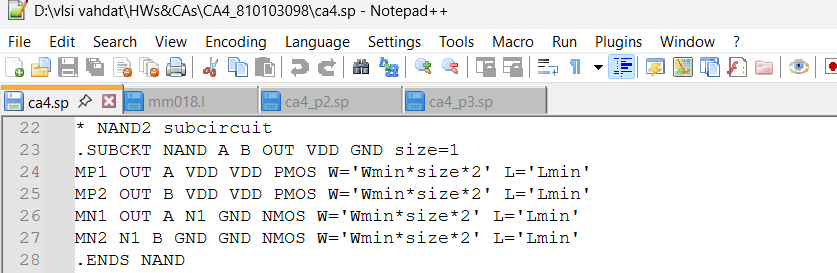 D:\vlsi vahdat\HWs&CAs\CA4_810103098\ca4.sp - Notepad++
File Edit Search View Encoding Language Settings Tools Macro Run Plugins Window ?
ca4.sp mm018.l ca4_p2.sp ca4_p3.sp
22 * NAND2 subcircuit
23 .SUBCKT NAND A B OUT VDD GND size=1
24 MP1 OUT A VDD VDD PMOS W='Wmin*size*2' L='Lmin'
25 MP2 OUT B VDD VDD PMOS W='Wmin*size*2' L='Lmin'
26 MN1 OUT A N1 GND NMOS W='Wmin*size*2' L='Lmin'
27 MN2 N1 B GND GND NMOS W='Wmin*size*2' L='Lmin'
28 .ENDS NAND